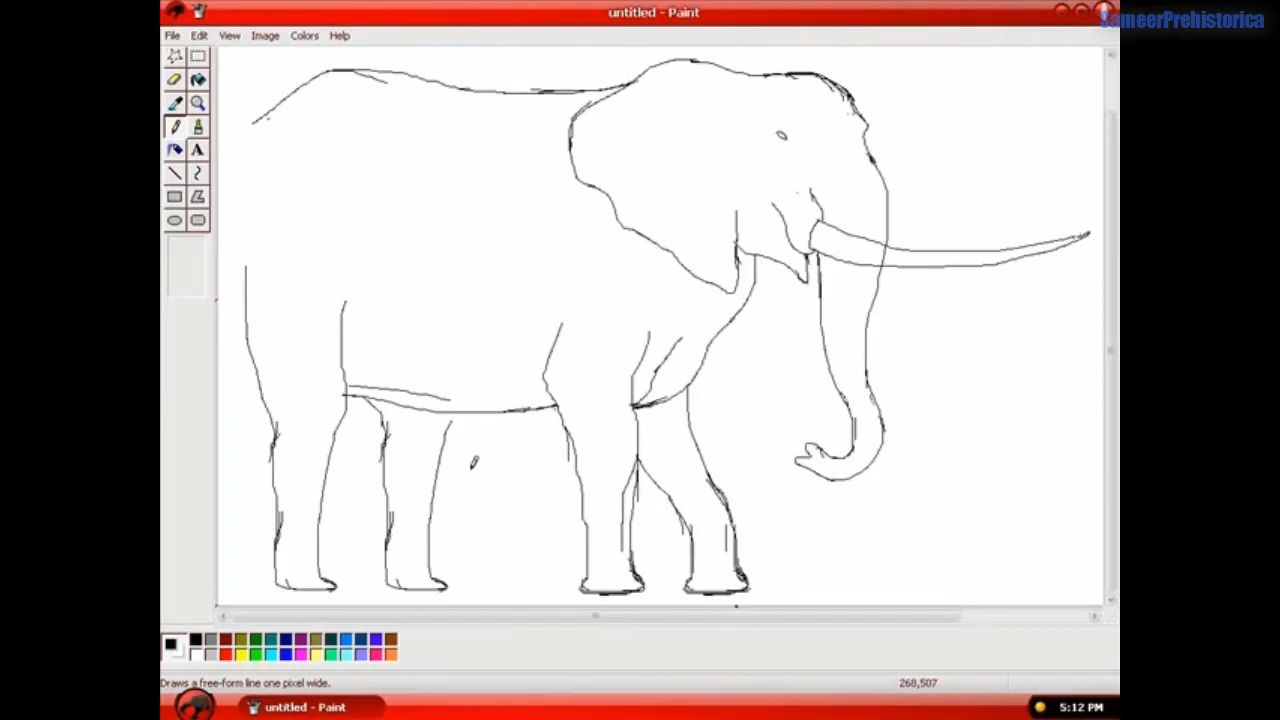 untitled - Paint
SameerPrehistorica
File Edit View Image Colors Help
A
Draws a free-form line one pixel wide.
268,507
untitled - Paint
5:12 PM